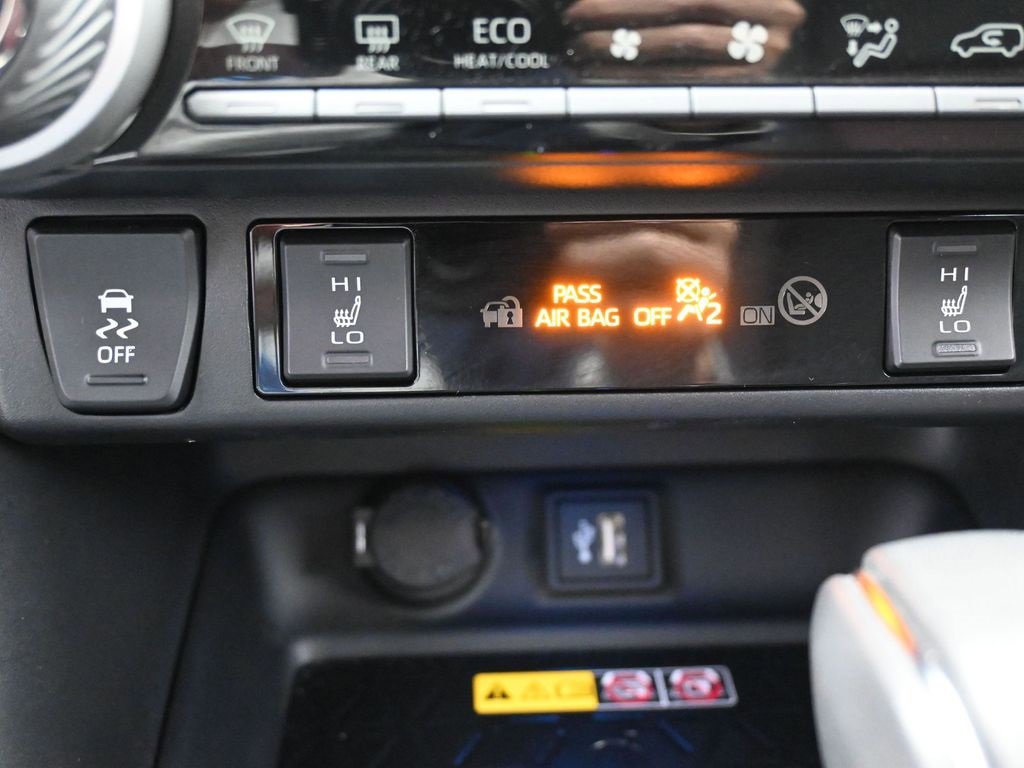 FRONT
REAR
ECO
HEAT/COOL
HI
LO
PASS
AIR BAG OFF
2
ON
HI
LO
OFF